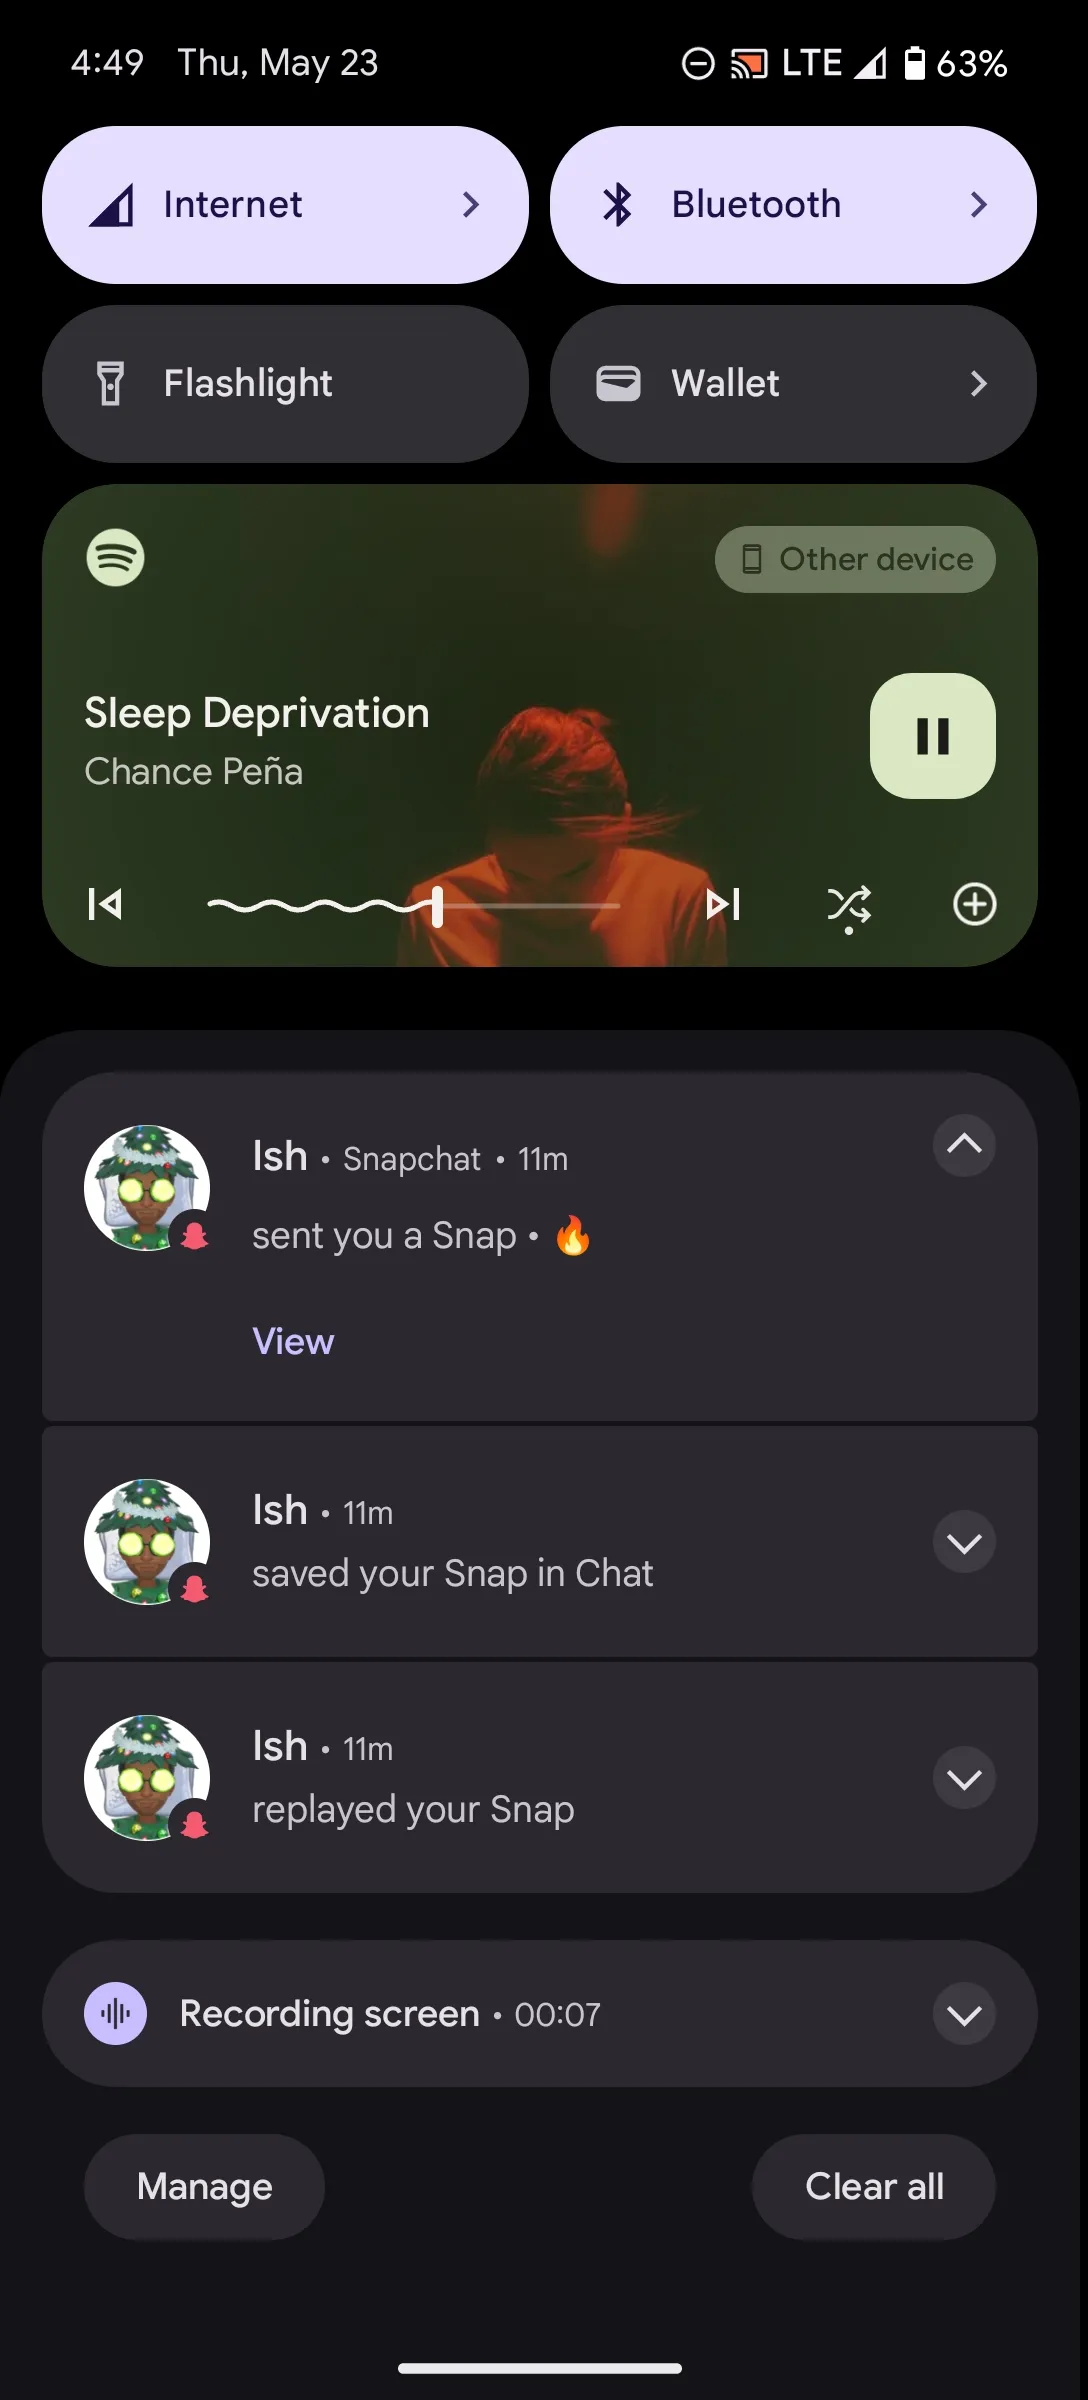 4:49 Thu, May 23 LTE 63%
Internet Bluetooth
Flashlight Wallet
Other device
Sleep Deprivation
Chance Peña
Ish • Snapchat • 11m
sent you a Snap • 🔥
View
Ish • 11m
saved your Snap in Chat
Ish • 11m
replayed your Snap
Recording screen • 00:07
Manage Clear all